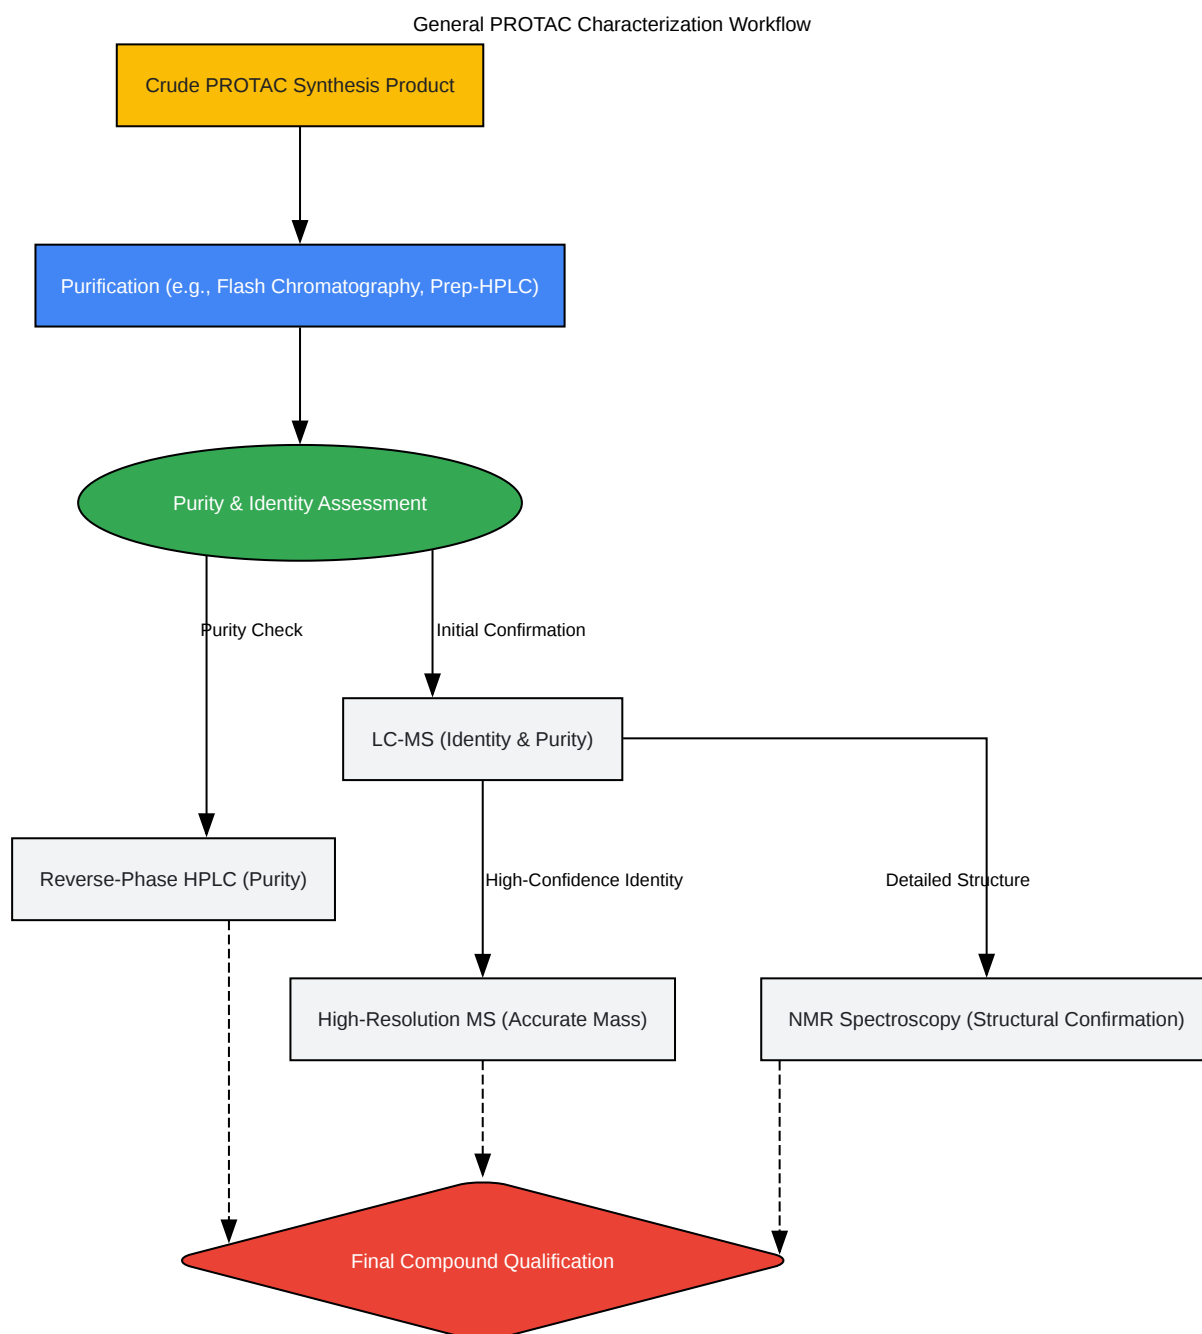 General PROTAC Characterization Workflow
Crude PROTAC Synthesis Product
Purification (e.g., Flash Chromatography, Prep-HPLC)
Purity & Identity Assessment
Purity Check
Initial Confirmation
LC-MS (Identity & Purity)
Reverse-Phase HPLC (Purity)
High-Confidence Identity
Detailed Structure
High-Resolution MS (Accurate Mass)
NMR Spectroscopy (Structural Confirmation)
Final Compound Qualification